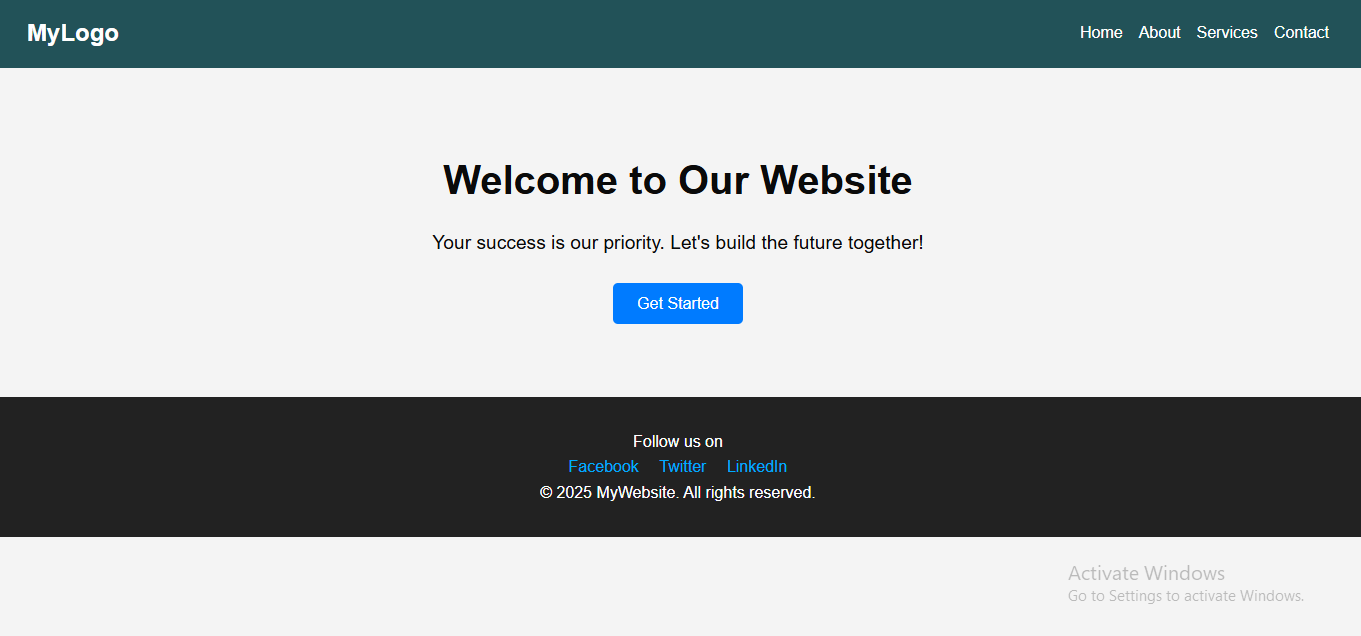 MyLogo
Home About Services Contact
Welcome to Our Website
Your success is our priority. Let's build the future together!
Get Started
Follow us on
Facebook Twitter LinkedIn
© 2025 MyWebsite. All rights reserved.
Activate Windows
Go to Settings to activate Windows.